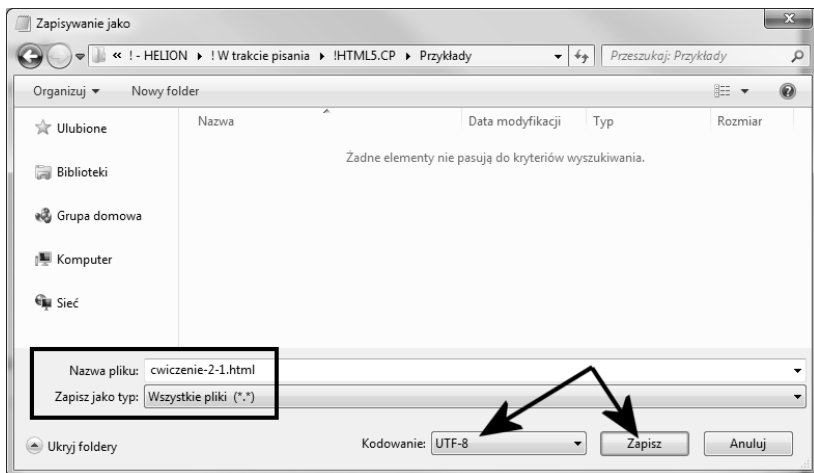 Zapisywanie jako
« ! - HELION ▸ ! W trakcie pisania ▸ !HTML5.CP ▸ Przykłady
Przeszukaj: Przykłady
Organizuj Nowy folder
Nazwa Data modyfikacji Typ Rozmiar
Żadne elementy nie pasują do kryteriów wyszukiwania.
Ulubione
Biblioteki
Grupa domowa
Komputer
Sieć
Nazwa pliku: cwiczenie-2-1.html
Zapisz jako typ: Wszystkie pliki (*.*)
Ukryj foldery Kodowanie: UTF-8 Zapisz Anuluj